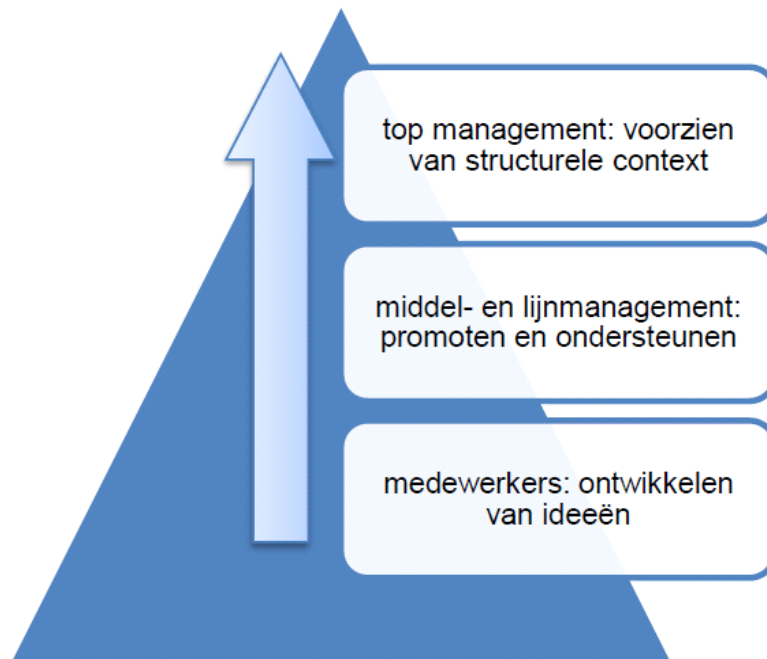 top management: voorzien
van structurele context
middel- en lijnmanagement:
promoten en ondersteunen
medewerkers: ontwikkelen
van ideeën